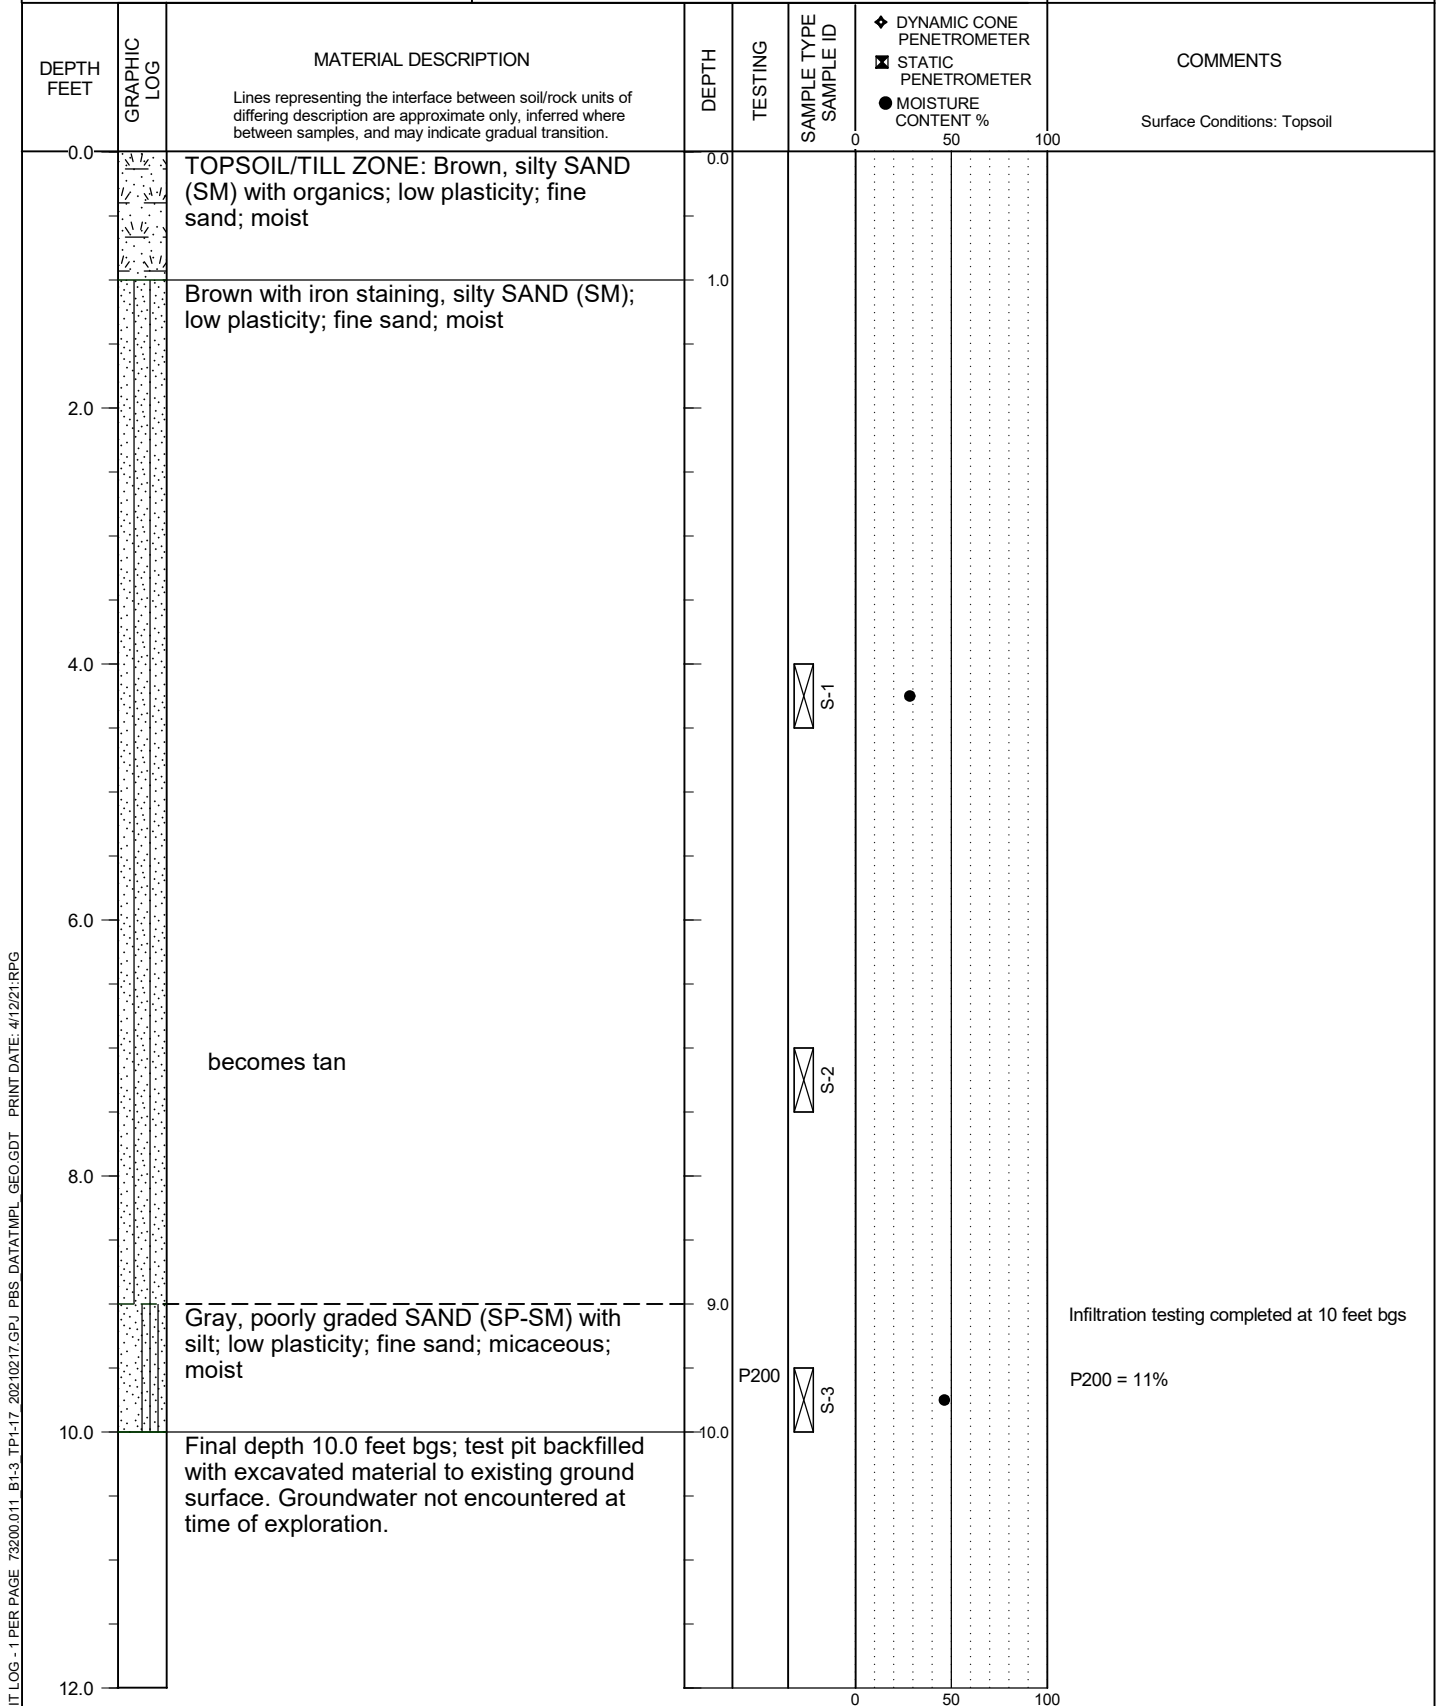 DEPTH
FEET
GRAPHIC
LOG
MATERIAL DESCRIPTION
Lines representing the interface between soil/rock units of
differing description are approximate only, inferred where
between samples, and may indicate gradual transition.
DEPTH
TESTING
SAMPLE TYPE
SAMPLE ID
DYNAMIC CONE
PENETROMETER
STATIC
PENETROMETER
MOISTURE
CONTENT %
0 50 100
COMMENTS
Surface Conditions: Topsoil
0.0
TOPSOIL/TILL ZONE: Brown, silty SAND
(SM) with organics; low plasticity; fine
sand; moist
0.0
Brown with iron staining, silty SAND (SM);
low plasticity; fine sand; moist
1.0
2.0
4.0
S-1
6.0
becomes tan
S-2
8.0
Gray, poorly graded SAND (SP-SM) with
silt; low plasticity; fine sand; micaceous;
moist
9.0
Infiltration testing completed at 10 feet bgs
P200
S-3
P200 = 11%
10.0
Final depth 10.0 feet bgs; test pit backfilled
with excavated material to existing ground
surface. Groundwater not encountered at
time of exploration.
10.0
12.0
0 50 100
IT LOG - 1 PER PAGE 73200.011_B1-3_TP1-17_20210217.GPJ PBS_DATATMPL_GEO.GDT PRINT DATE: 4/12/21:RPG